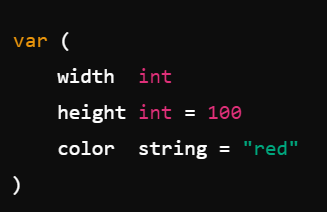 var (
    width  int
    height int = 100
    color  string = "red"
)